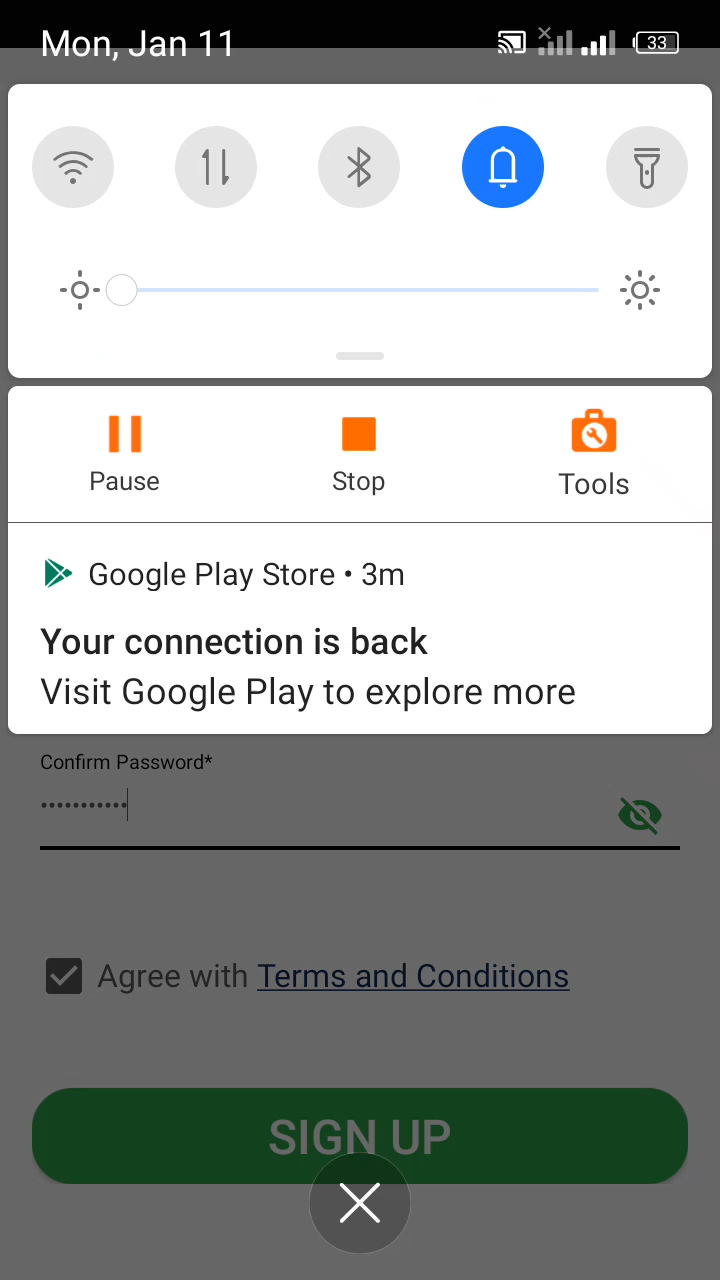 Mon, Jan 11
33
Pause
Stop
Tools
Google Play Store • 3m
Your connection is back
Visit Google Play to explore more
Confirm Password*
•••••••••••
Agree with Terms and Conditions
SIGN UP